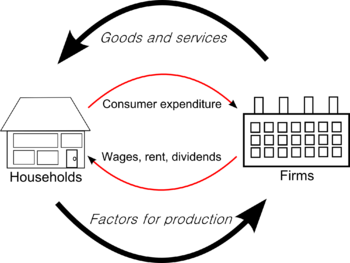 Goods and services
Consumer expenditure
Wages, rent, dividends
Households
Firms
Factors for production